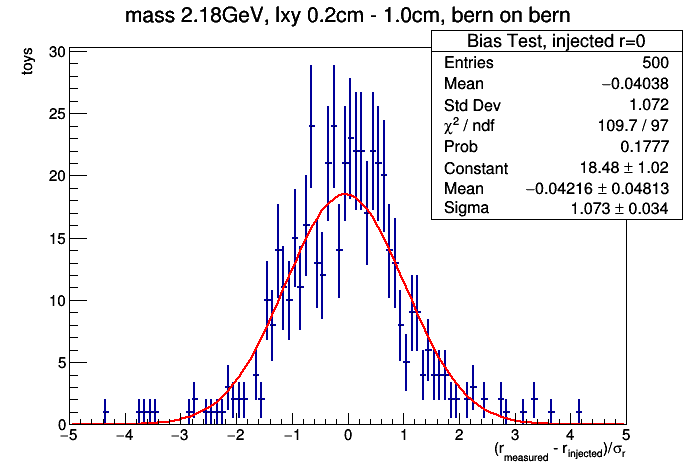 mass 2.18GeV, lxy 0.2cm - 1.0cm, bern on bern
Bias Test, injected r=0
Entries 500
Mean −0.04038
Std Dev 1.072
χ² / ndf 109.7 / 97
Prob 0.1777
Constant 18.48 ± 1.02
Mean −0.04216 ± 0.04813
Sigma 1.073 ± 0.034
toys
30
25
20
15
10
5
0
−5 −4 −3 −2 −1 0 1 2 3 4 5
(r_measured - r_injected)/σ_r